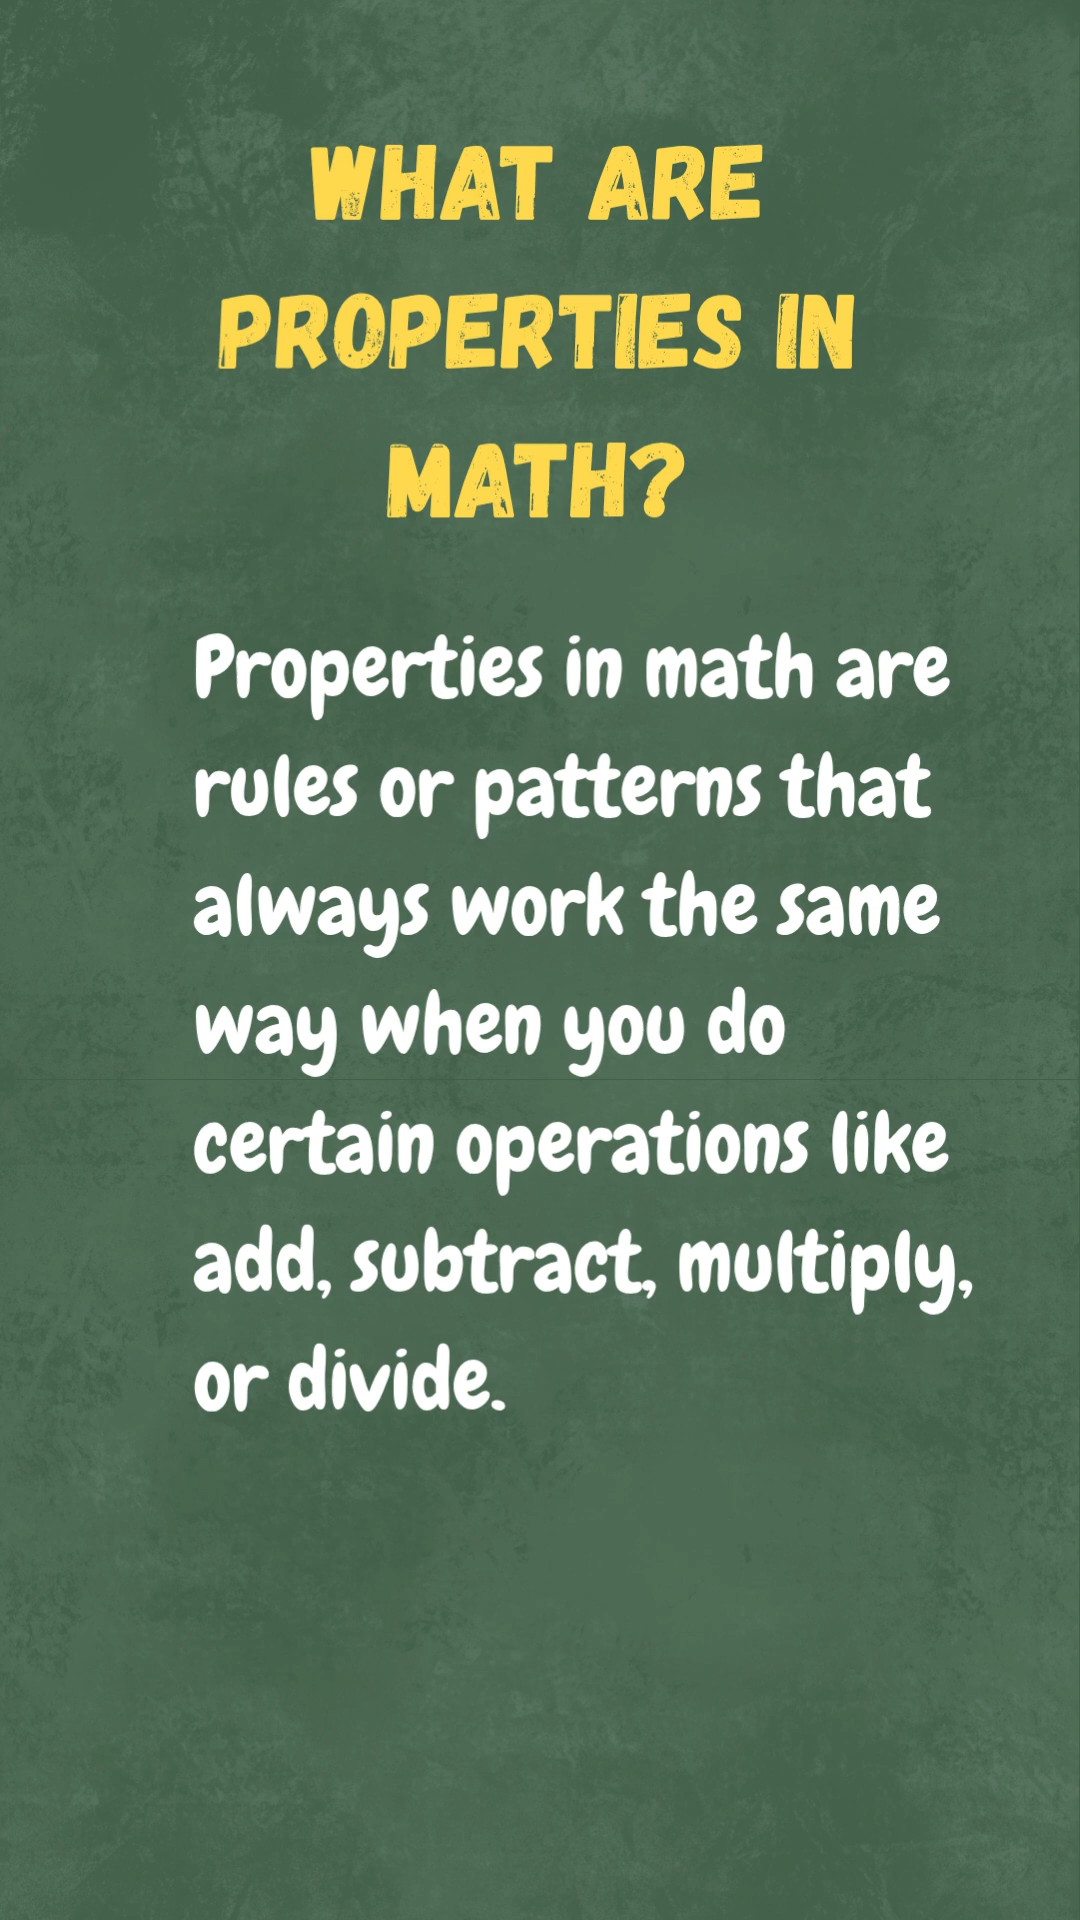 WHAT ARE
PROPERTIES IN
MATH?
Properties in math are
rules or patterns that
always work the same
way when you do
certain operations like
add, subtract, multiply,
or divide.